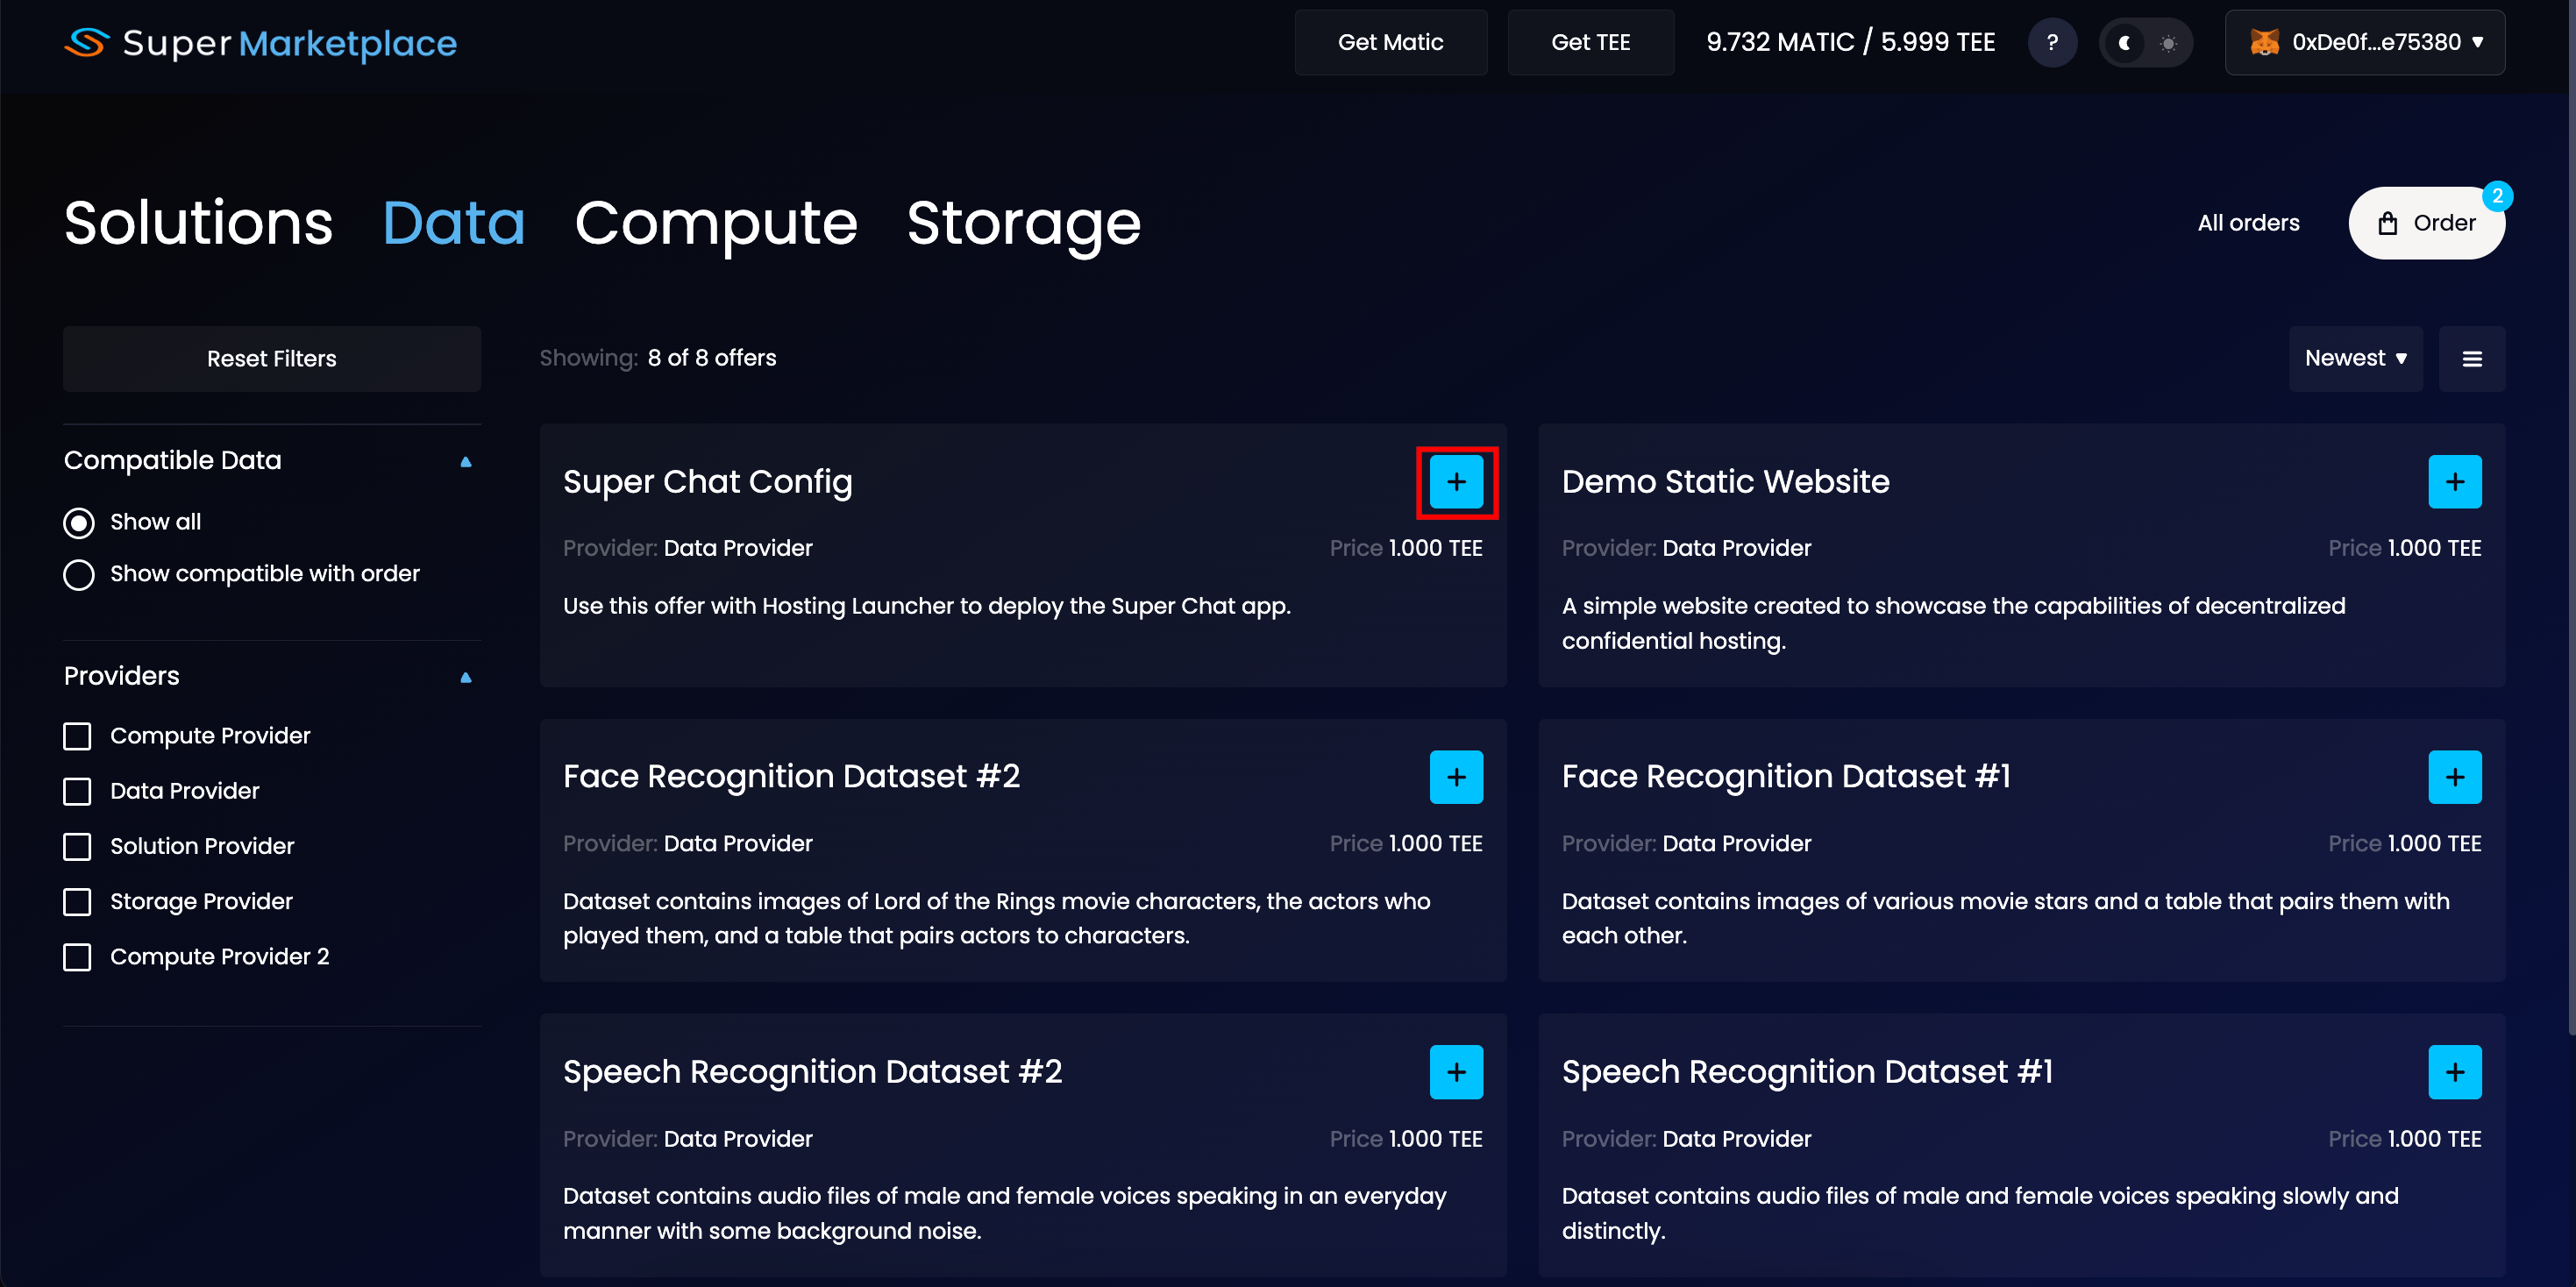 Super Marketplace
Get Matic
Get TEE
9.732 MATIC / 5.999 TEE
?
0xDe0f...e75380 ▼
Solutions Data Compute Storage
All orders
Order
2
Reset Filters
Showing: 8 of 8 offers
Newest ▼
Compatible Data
Show all
Show compatible with order
Providers
Compute Provider
Data Provider
Solution Provider
Storage Provider
Compute Provider 2
Super Chat Config
+
Provider: Data Provider
Price 1.000 TEE
Use this offer with Hosting Launcher to deploy the Super Chat app.
Demo Static Website
+
Provider: Data Provider
Price 1.000 TEE
A simple website created to showcase the capabilities of decentralized
confidential hosting.
Face Recognition Dataset #2
+
Provider: Data Provider
Price 1.000 TEE
Dataset contains images of Lord of the Rings movie characters, the actors who
played them, and a table that pairs actors to characters.
Face Recognition Dataset #1
+
Provider: Data Provider
Price 1.000 TEE
Dataset contains images of various movie stars and a table that pairs them with
each other.
Speech Recognition Dataset #2
+
Provider: Data Provider
Price 1.000 TEE
Dataset contains audio files of male and female voices speaking in an everyday
manner with some background noise.
Speech Recognition Dataset #1
+
Provider: Data Provider
Price 1.000 TEE
Dataset contains audio files of male and female voices speaking slowly and
distinctly.